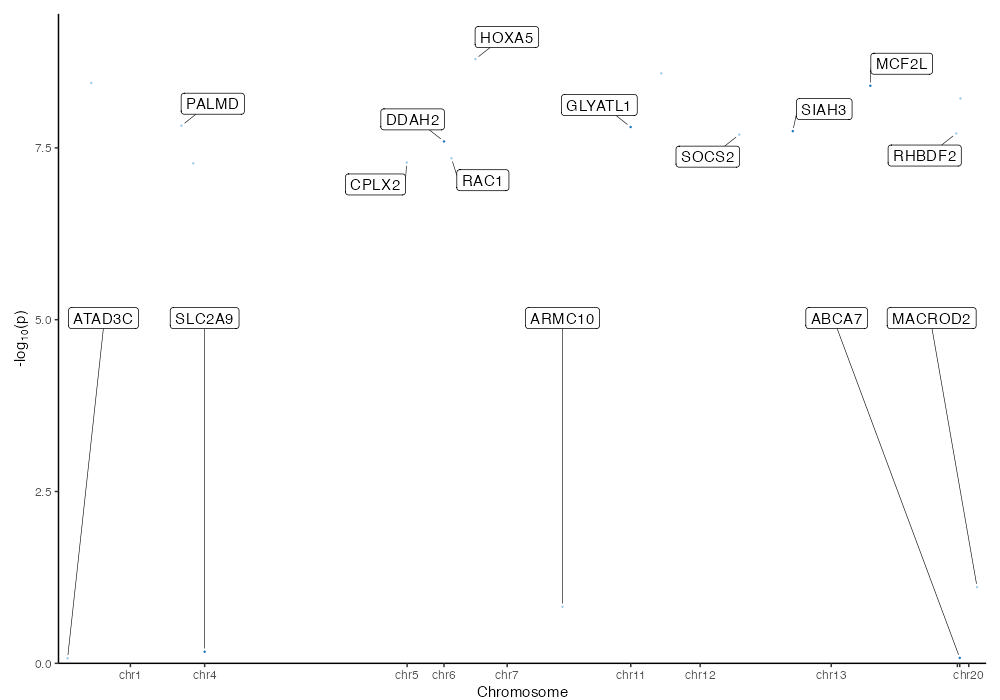 HOXA5
MCF2L
PALMD
GLYATL1
SIAH3
DDAH2
7.5
SOCS2
RHBDF2
CPLX2
RAC1
5.0
ATAD3C
SLC2A9
ARMC10
ABCA7
MACROD2
-log10(p)
2.5
0.0
chr1 chr4 chr5 chr6 chr7 chr11 chr12 chr13 chr20
Chromosome